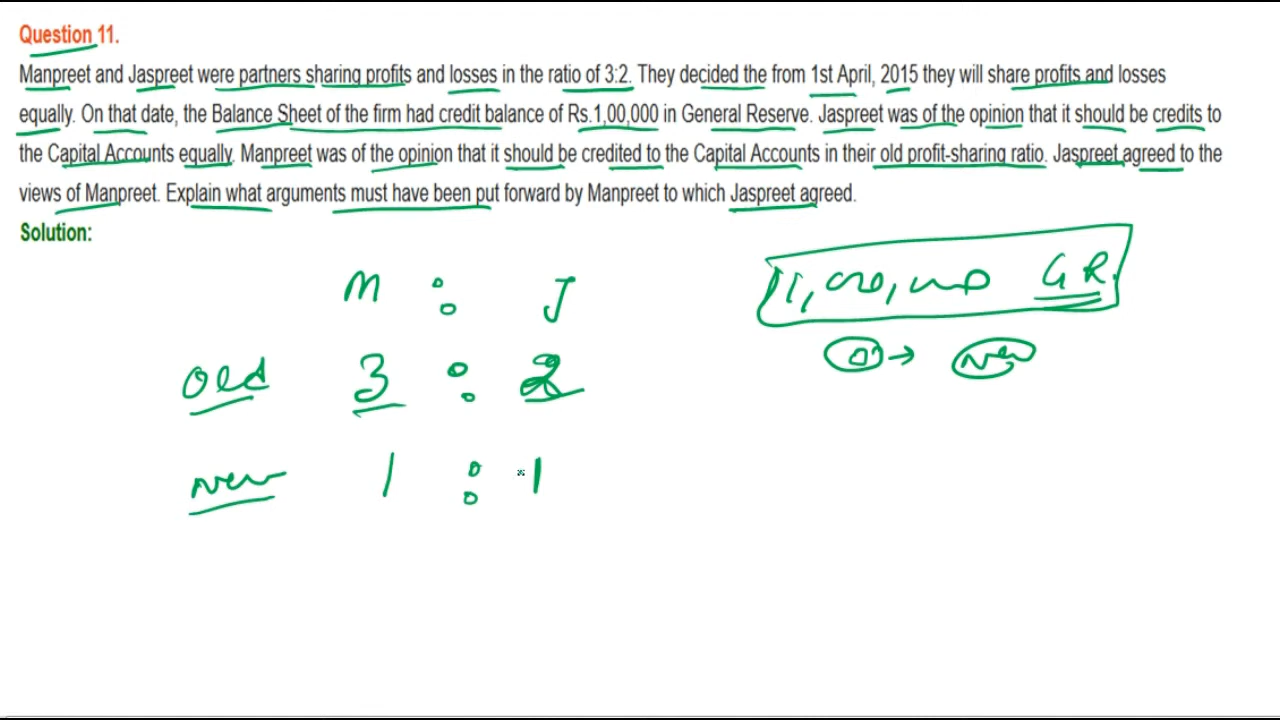 Question 11.
Manpreet and Jaspreet were partners sharing profits and losses in the ratio of 3:2. They decided the from 1st April, 2015 they will share profits and losses
equally. On that date, the Balance Sheet of the firm had credit balance of Rs.1,00,000 in General Reserve. Jaspreet was of the opinion that it should be credits to
the Capital Accounts equally. Manpreet was of the opinion that it should be credited to the Capital Accounts in their old profit-sharing ratio. Jaspreet agreed to the
views of Manpreet. Explain what arguments must have been put forward by Manpreet to which Jaspreet agreed.
Solution:
M : J
1,00,000 G R.
Old 3 : 2
→ New
New 1 : 1